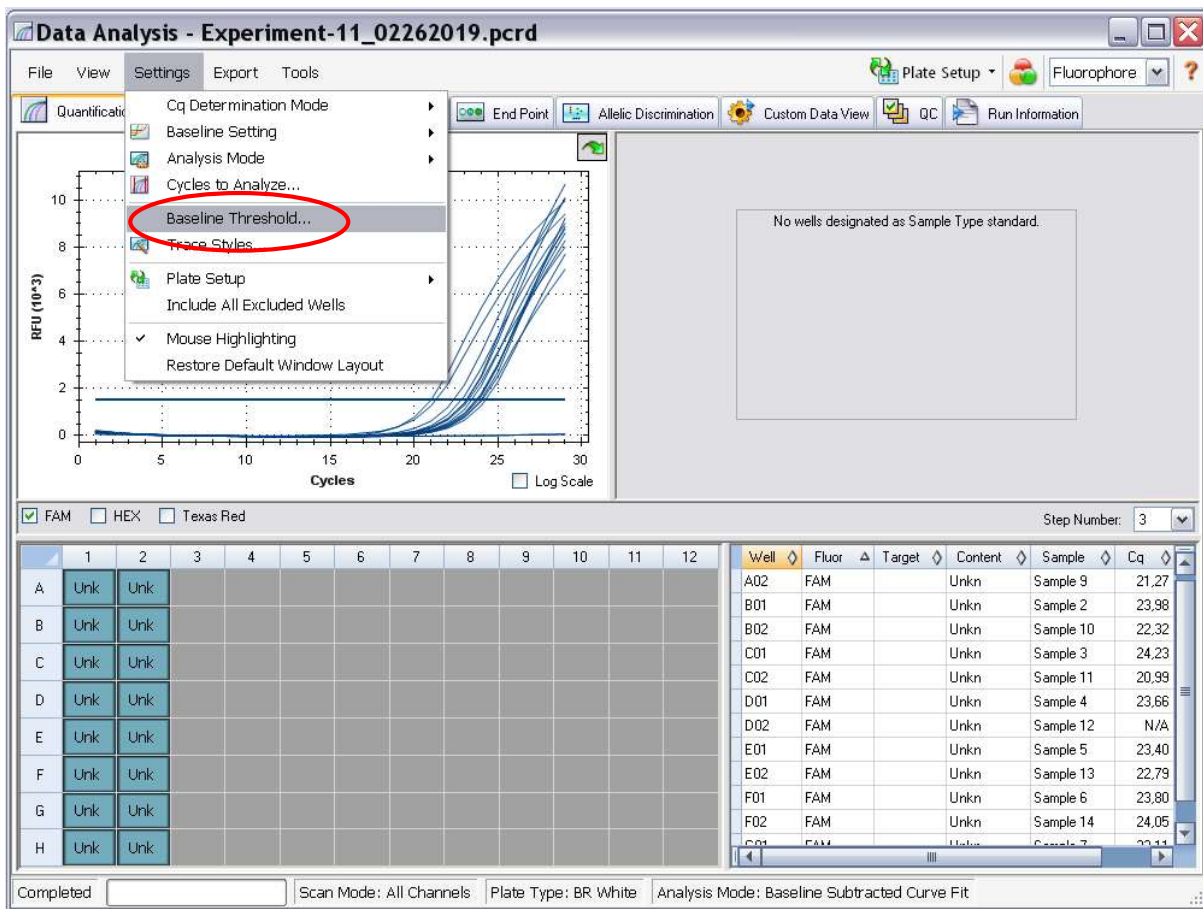 Data Analysis - Experiment-11_02262019.pcrd
File View Settings Export Tools
Plate Setup
Fluorophore
?
End Point
Allelic Discrimination
Custom Data View
QC
Run Information
Cq Determination Mode
Baseline Setting
Analysis Mode
Cycles to Analyze...
Baseline Threshold...
Trace Styles...
Plate Setup
Include All Excluded Wells
Mouse Highlighting
Restore Default Window Layout
RFU (10^3)
10
8
6
4
2
0
0 5 10 15 20 25 30
Cycles
Log Scale
No wells designated as Sample Type standard.
FAM HEX Texas Red
Step Number: 3
1 2 3 4 5 6 7 8 9 10 11 12
A Unk Unk
B Unk Unk
C Unk Unk
D Unk Unk
E Unk Unk
F Unk Unk
G Unk Unk
H Unk Unk
Well Fluor Target Content Sample Cq
A02 FAM Unkn Sample 9 21,27
B01 FAM Unkn Sample 2 23,98
B02 FAM Unkn Sample 10 22,32
C01 FAM Unkn Sample 3 24,23
C02 FAM Unkn Sample 11 20,99
D01 FAM Unkn Sample 4 23,66
D02 FAM Unkn Sample 12 N/A
E01 FAM Unkn Sample 5 23,40
E02 FAM Unkn Sample 13 22,79
F01 FAM Unkn Sample 6 23,80
F02 FAM Unkn Sample 14 24,05
Completed
Scan Mode: All Channels
Plate Type: BR White
Analysis Mode: Baseline Subtracted Curve Fit